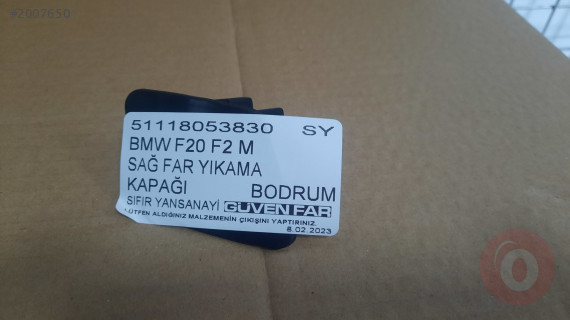 #2007650
51118053830 SY
BMW F20 F2 M
SAĞ FAR YIKAMA
KAPAĞI BODRUM
SIFIR YANSANAYİ GÜVEN FAR
LÜTFEN ALDIĞINIZ MALZEMENİN ÇIKIŞINI YAPTIRINIZ.
8.02.2023